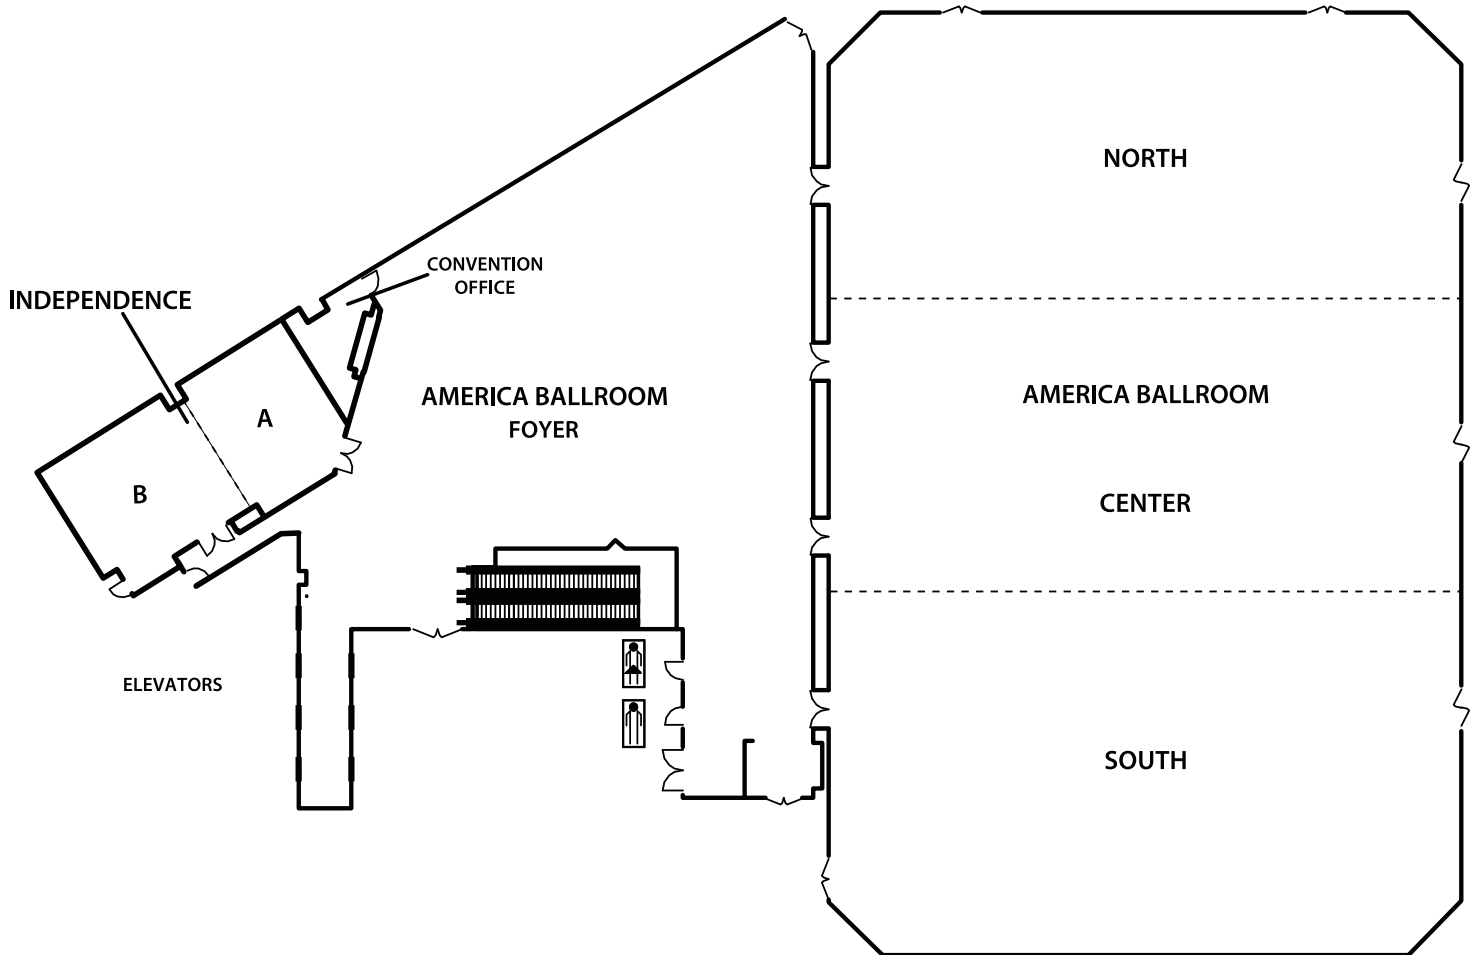 NORTH
CONVENTION
OFFICE
INDEPENDENCE
AMERICA BALLROOM
FOYER
AMERICA BALLROOM
A
B
CENTER
ELEVATORS
SOUTH